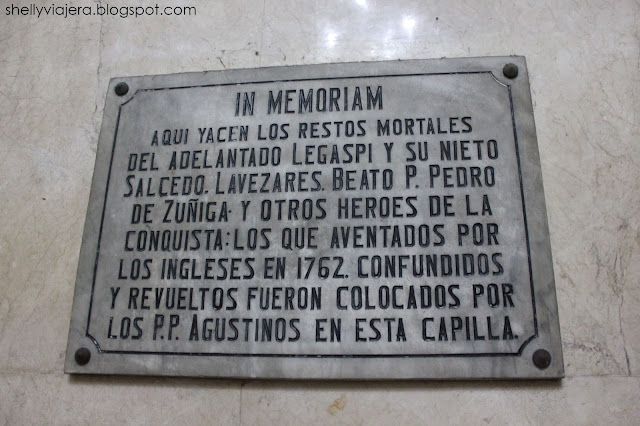 shellyviajera.blogspot.com
IN MEMORIAM
AQUI YACEN LOS RESTOS MORTALES
DEL ADELANTADO LEGASPI Y SU NIETO
SALCEDO. LAVEZARES. BEATO P. PEDRO
DE ZUÑIGA. Y OTROS HEROES DE LA
CONQUISTA: LOS QUE AVENTADOS POR
LOS INGLESES EN 1762. CONFUNDIDOS
Y REVUELTOS FUERON COLOCADOS POR
LOS P.P. AGUSTINOS EN ESTA CAPILLA.